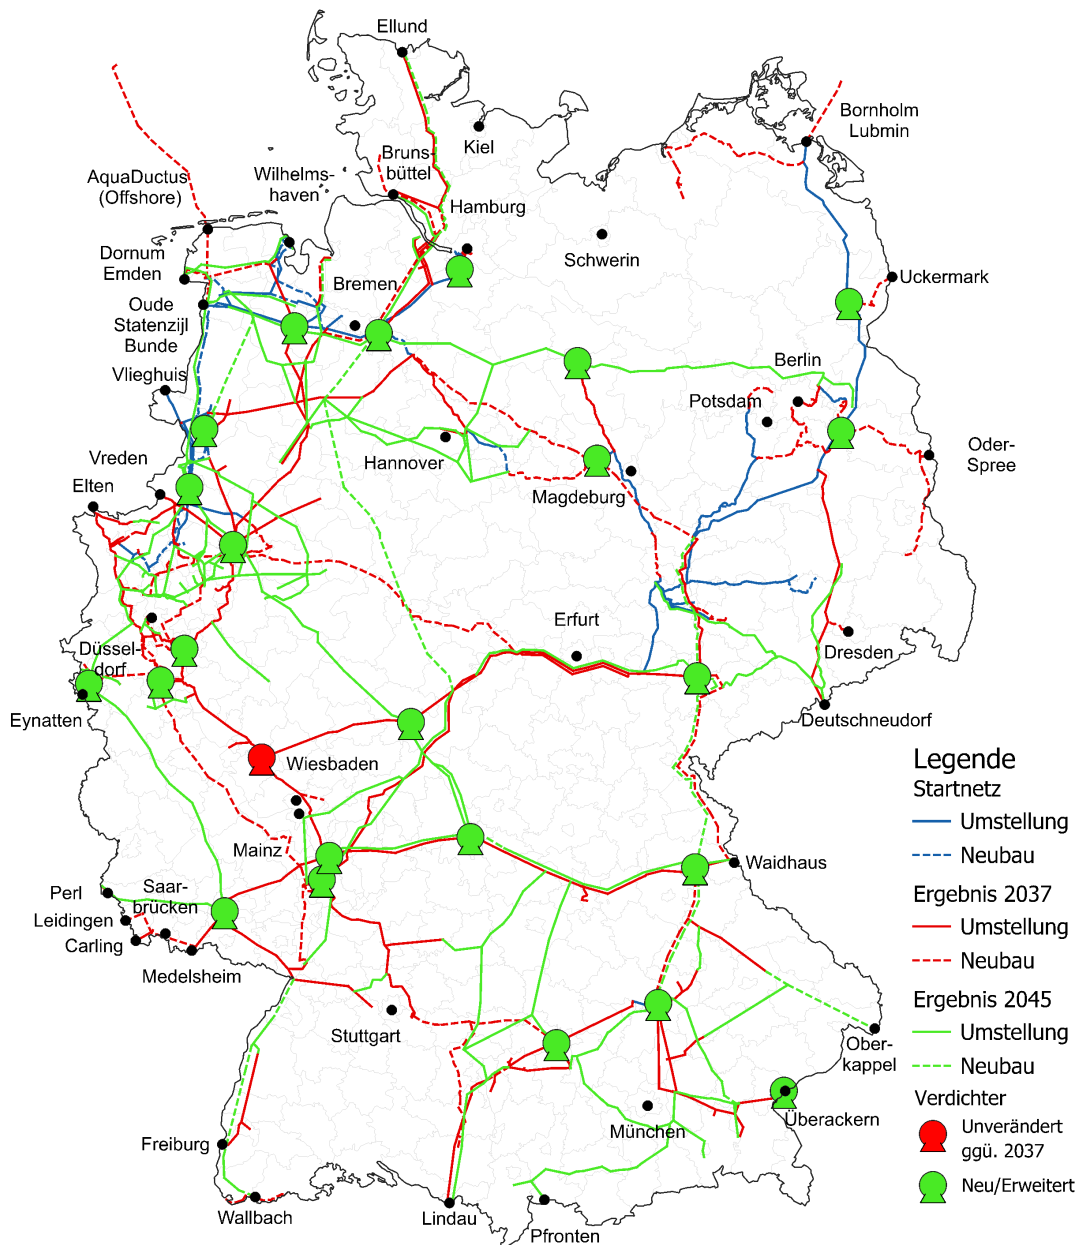 Ellund
Kiel
Bornholm
Lubmin
Bruns-
büttel
Wilhelms-
haven
AquaDuctus
(Offshore)
Hamburg
Schwerin
Dornum
Emden
Uckermark
Bremen
Oude
Statenzijl
Bunde
Vlieghuis
Berlin
Potsdam
Hannover
Vreden
Oder-
Spree
Elten
Magdeburg
Erfurt
Düssel-
dorf
Dresden
Eynatten
Deutschneudorf
Wiesbaden
Mainz
Waidhaus
Perl
Saar-
brücken
Leidingen
Carling
Medelsheim
Stuttgart
Ober-
kappel
Überackern
München
Freiburg
Wallbach
Lindau
Pfronten
Legende
Startnetz
Umstellung
Neubau
Ergebnis 2037
Umstellung
Neubau
Ergebnis 2045
Umstellung
Neubau
Verdichter
Unverändert
ggü. 2037
Neu/Erweitert